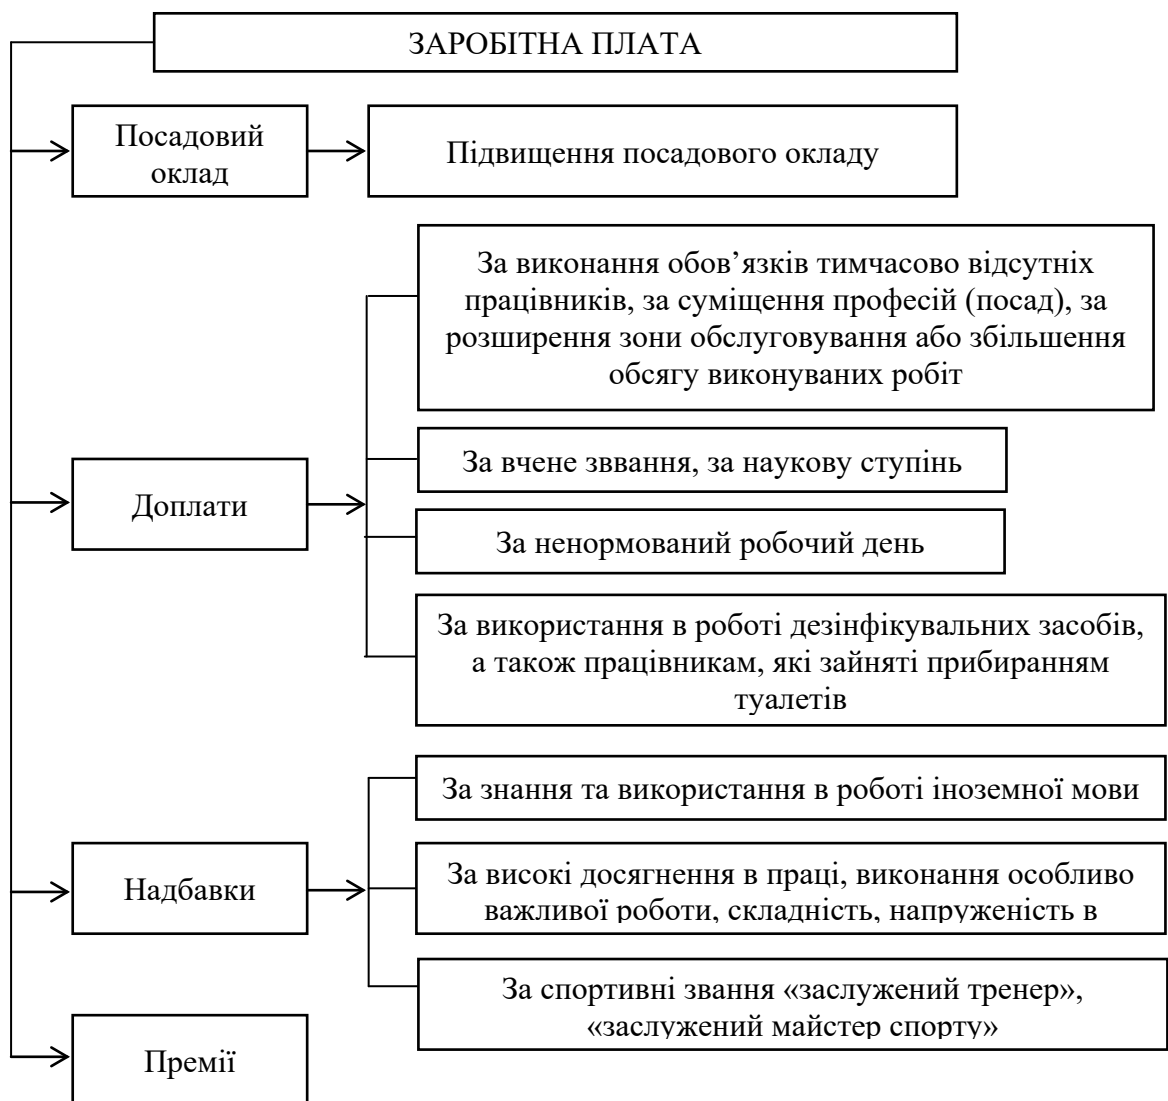 ЗАРОБІТНА ПЛАТА
Посадовий
оклад
Підвищення посадового окладу
За виконання обов’язків тимчасово відсутніх
працівників, за суміщення професій (посад), за
розширення зони обслуговування або збільшення
обсягу виконуваних робіт
За вчене ззвання, за наукову ступінь
Доплати
За ненормований робочий день
За використання в роботі дезінфікувальних засобів,
а також працівникам, які зайняті прибиранням
туалетів
За знання та використання в роботі іноземної мови
Надбавки
За високі досягнення в праці, виконання особливо
важливої роботи, складність, напруженість в
За спортивні звання «заслужений тренер»,
«заслужений майстер спорту»
Премії